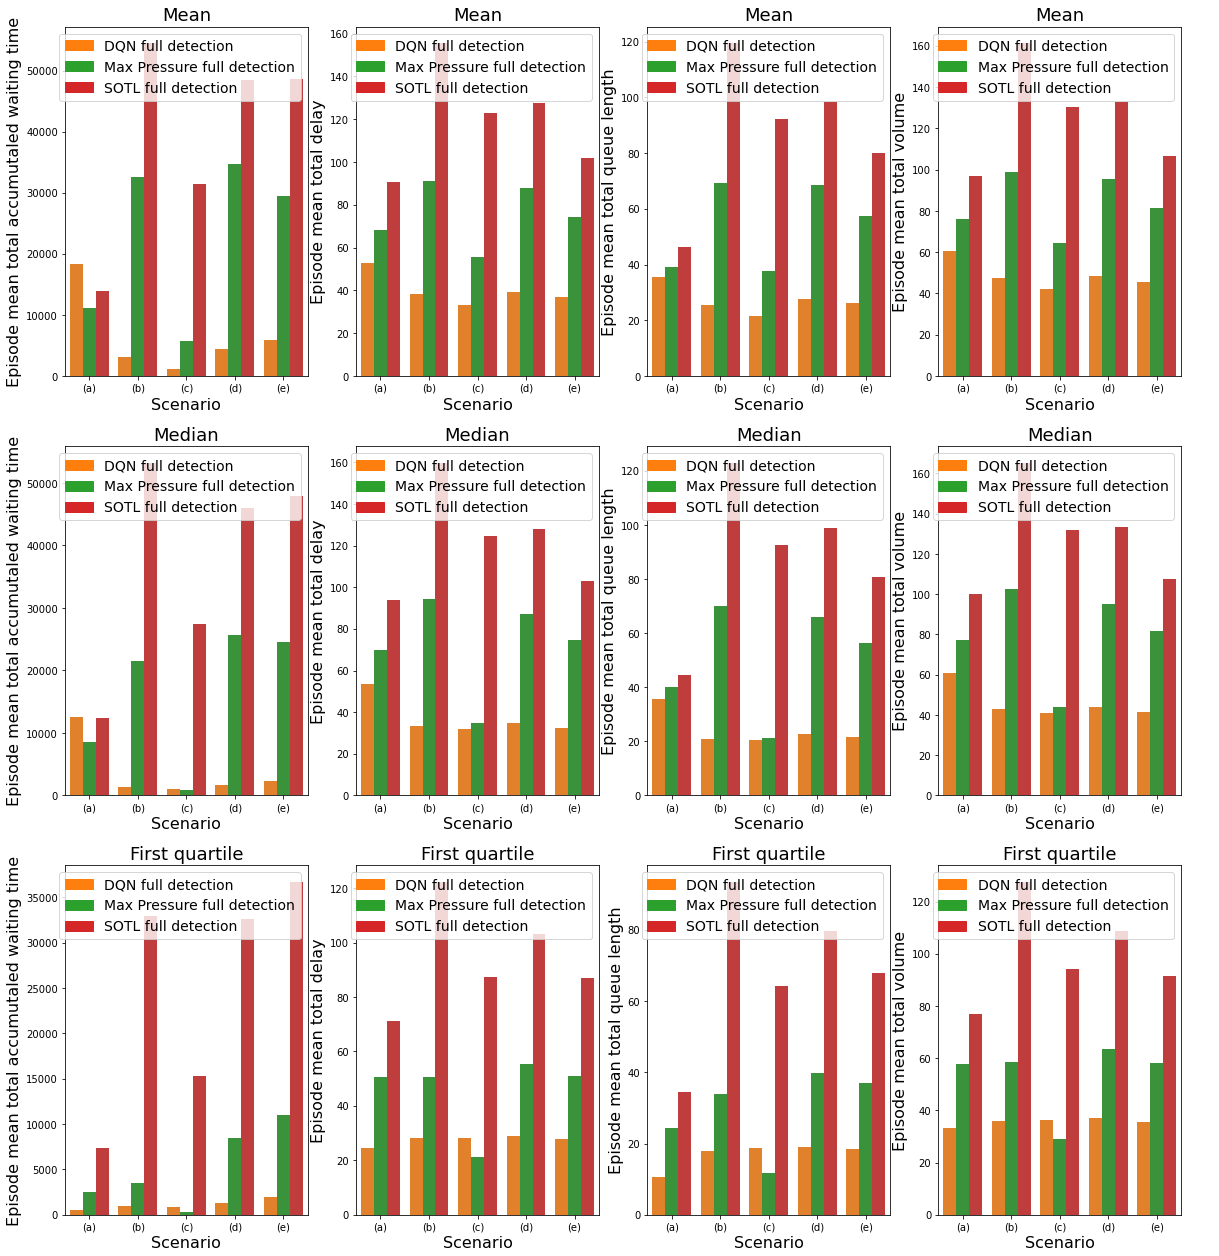 Mean
Episode mean total accumutaled waiting time
50000
40000
30000
20000
10000
0
DQN full detection
Max Pressure full detection
SOTL full detection
(a) (b) (c) (d) (e)
Scenario
Mean
Episode mean total delay
160
140
120
100
80
60
40
20
0
DQN full detection
Max Pressure full detection
SOTL full detection
(a) (b) (c) (d) (e)
Scenario
Mean
Episode mean total queue length
120
100
80
60
40
20
0
DQN full detection
Max Pressure full detection
SOTL full detection
(a) (b) (c) (d) (e)
Scenario
Mean
Episode mean total volume
160
140
120
100
80
60
40
20
0
DQN full detection
Max Pressure full detection
SOTL full detection
(a) (b) (c) (d) (e)
Scenario
Median
Episode mean total accumutaled waiting time
50000
40000
30000
20000
10000
0
DQN full detection
Max Pressure full detection
SOTL full detection
(a) (b) (c) (d) (e)
Scenario
Median
Episode mean total delay
160
140
120
100
80
60
40
20
0
DQN full detection
Max Pressure full detection
SOTL full detection
(a) (b) (c) (d) (e)
Scenario
Median
Episode mean total queue length
120
100
80
60
40
20
0
DQN full detection
Max Pressure full detection
SOTL full detection
(a) (b) (c) (d) (e)
Scenario
Median
Episode mean total volume
160
140
120
100
80
60
40
20
0
DQN full detection
Max Pressure full detection
SOTL full detection
(a) (b) (c) (d) (e)
Scenario
First quartile
Episode mean total accumutaled waiting time
35000
30000
25000
20000
15000
10000
5000
0
DQN full detection
Max Pressure full detection
SOTL full detection
(a) (b) (c) (d) (e)
Scenario
First quartile
Episode mean total delay
120
100
80
60
40
20
0
DQN full detection
Max Pressure full detection
SOTL full detection
(a) (b) (c) (d) (e)
Scenario
First quartile
Episode mean total queue length
80
60
40
20
0
DQN full detection
Max Pressure full detection
SOTL full detection
(a) (b) (c) (d) (e)
Scenario
First quartile
Episode mean total volume
120
100
80
60
40
20
0
DQN full detection
Max Pressure full detection
SOTL full detection
(a) (b) (c) (d) (e)
Scenario